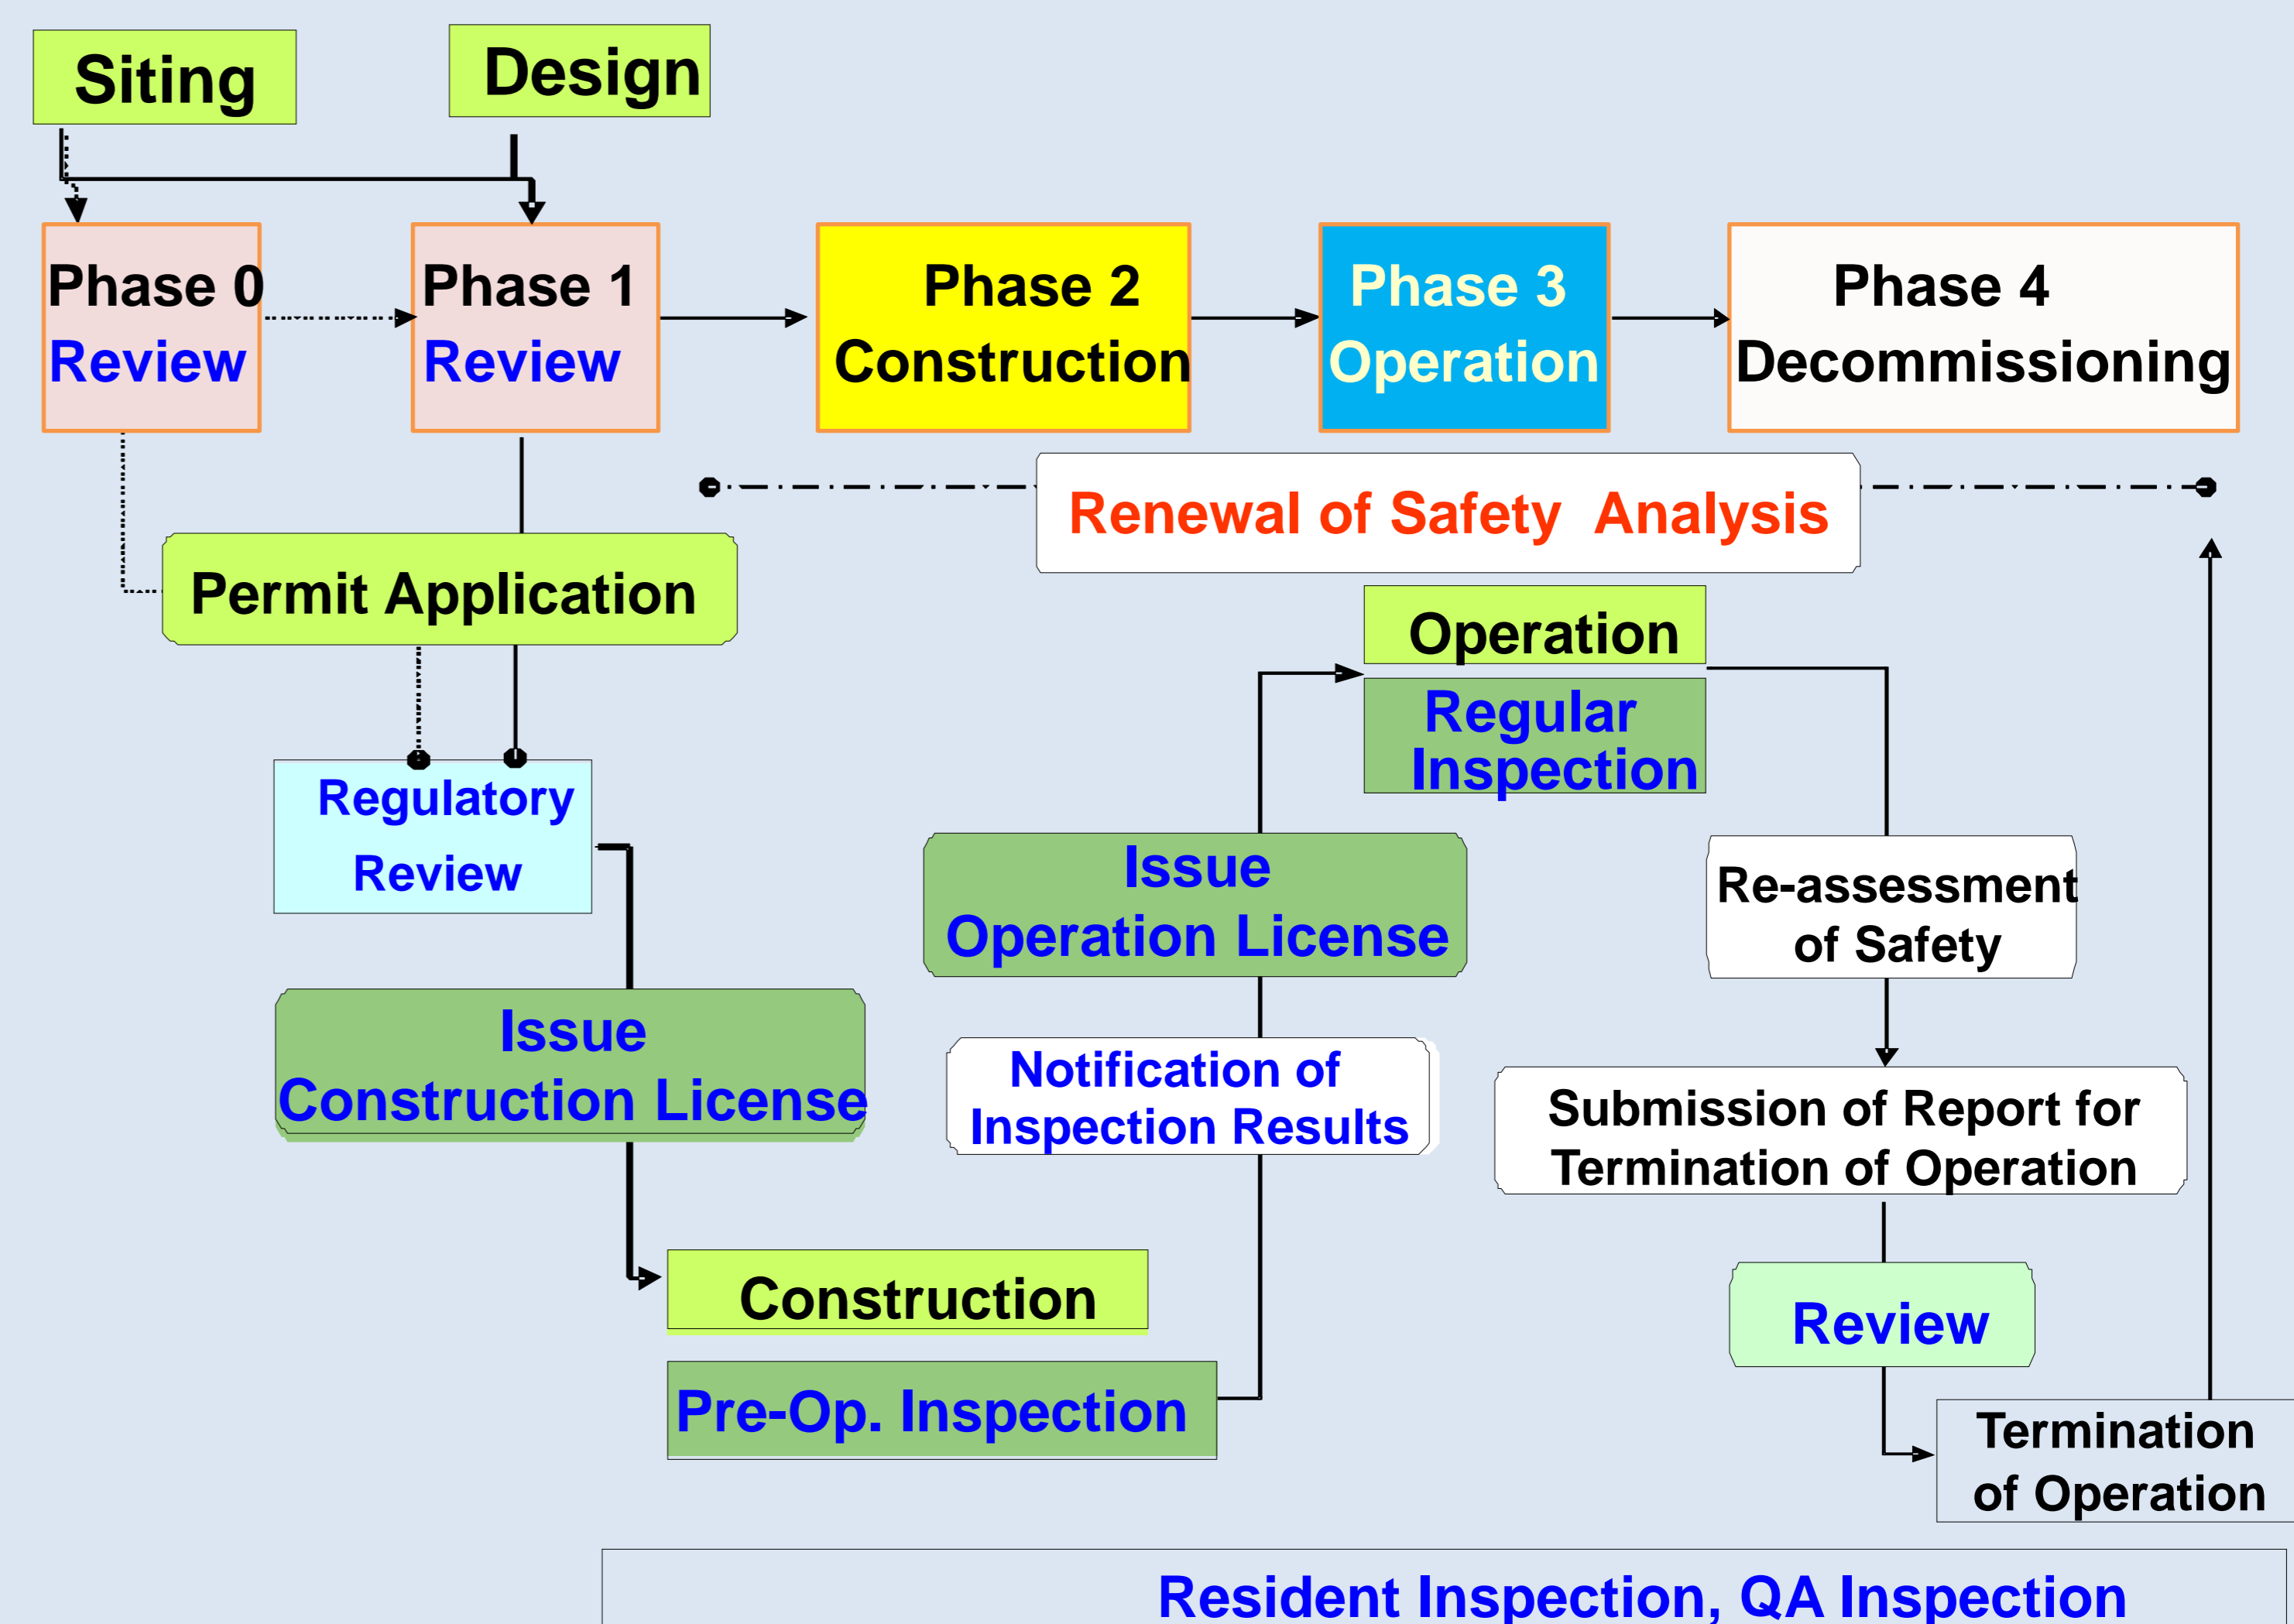 Siting
Design
Phase 0
Review
Phase 1
Review
Phase 2
Construction
Phase 3
Operation
Phase 4
Decommissioning
Renewal of Safety Analysis
Permit Application
Regulatory
Review
Issue
Construction License
Construction
Pre-Op. Inspection
Notification of
Inspection Results
Issue
Operation License
Operation
Regular
Inspection
Re-assessment
of Safety
Submission of Report for
Termination of Operation
Review
Termination
of Operation
Resident Inspection, QA Inspection